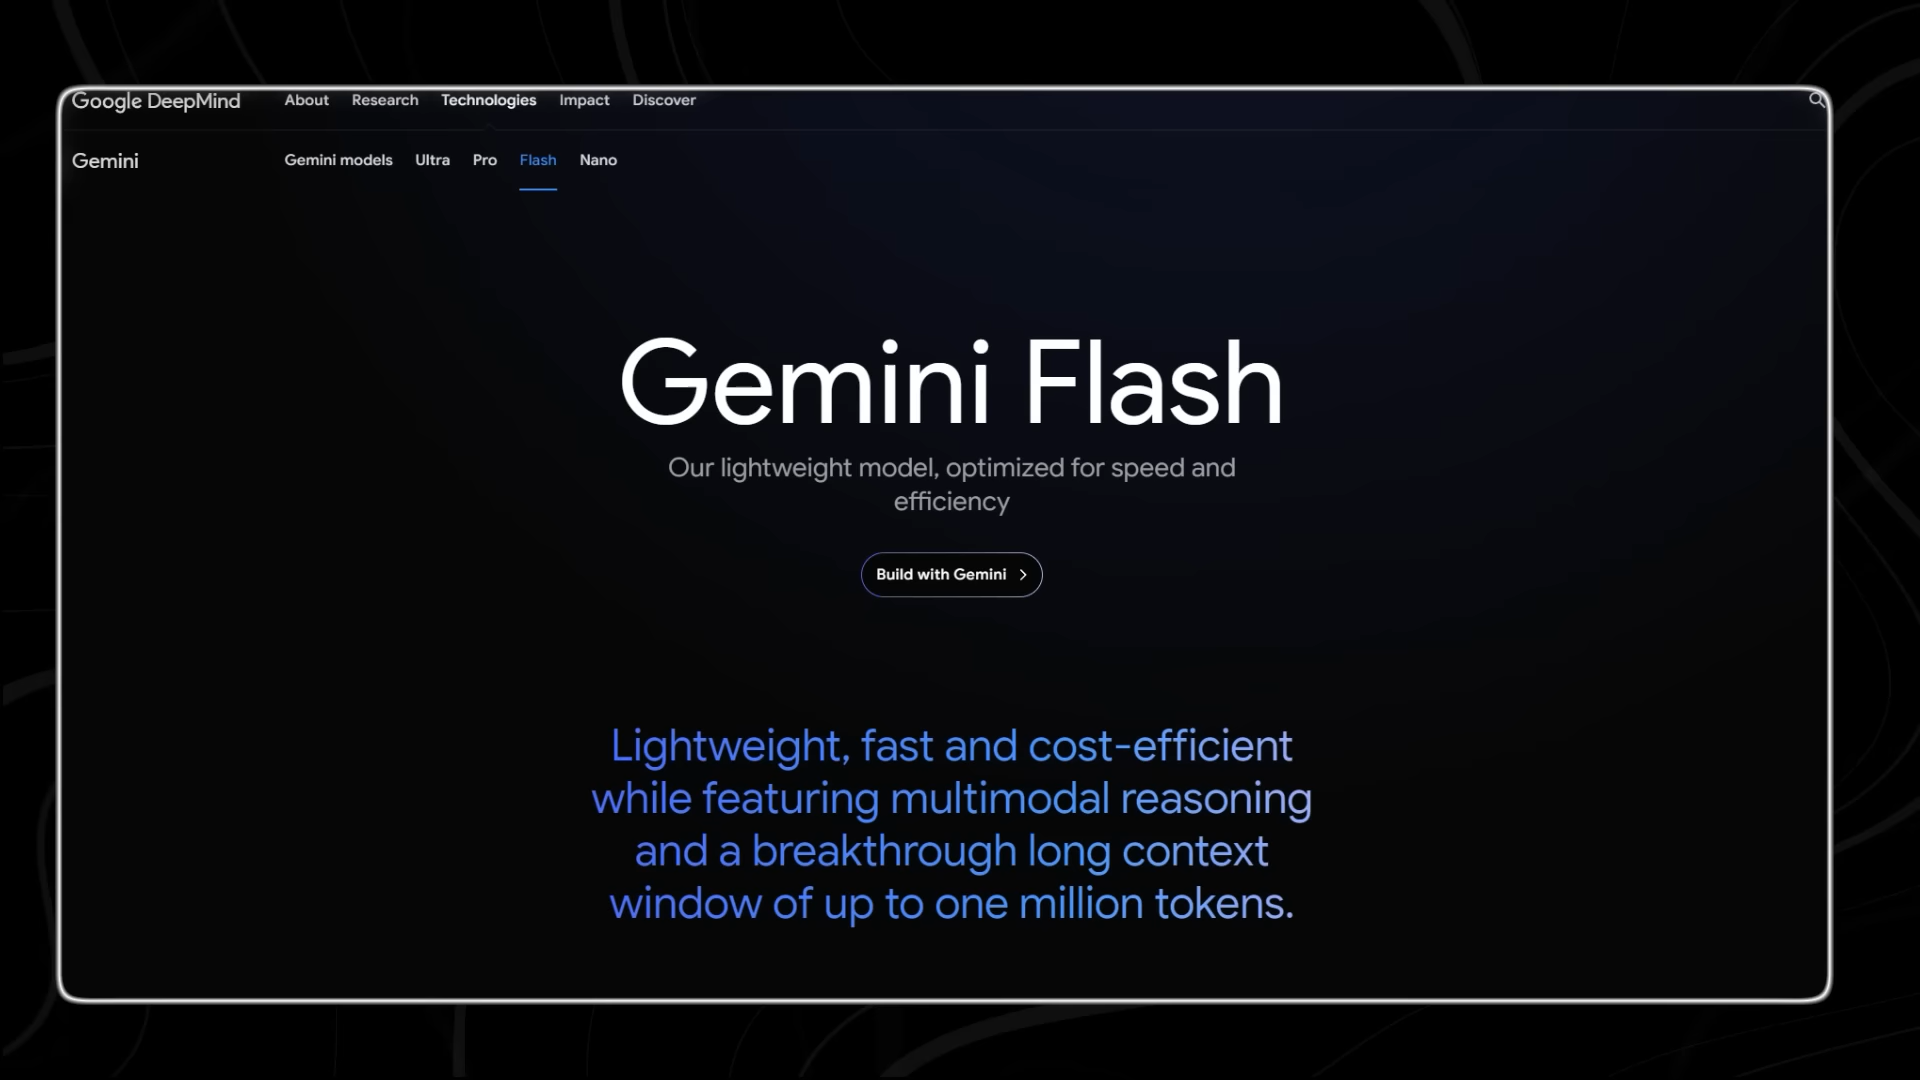 Google DeepMind About Research Technologies Impact Discover
Gemini Gemini models Ultra Pro Flash Nano
Gemini Flash
Our lightweight model, optimized for speed and
efficiency
Build with Gemini
Lightweight, fast and cost-efficient
while featuring multimodal reasoning
and a breakthrough long context
window of up to one million tokens.